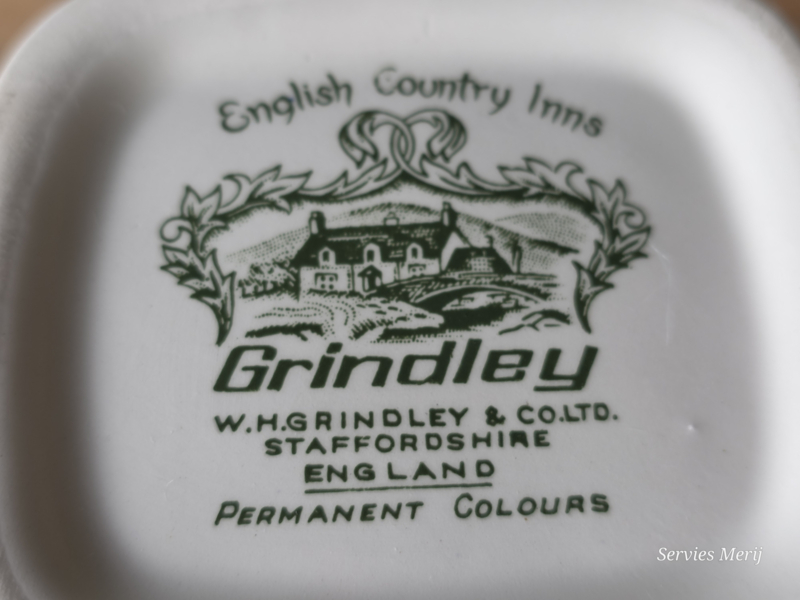 English Country Inns
Grindley
W.H.GRINDLEY & CO.LTD.
STAFFORDSHIRE
ENGLAND
PERMANENT COLOURS
Servies Merij